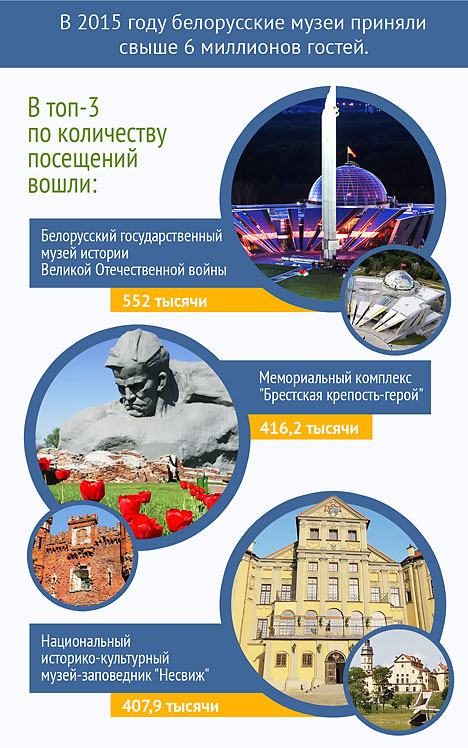 В 2015 году белорусские музеи приняли
свыше 6 миллионов гостей.
В топ-3
по количеству
посещений
вошли:
Белорусский государственный
музей истории
Великой Отечественной войны
552 тысячи
Мемориальный комплекс
"Брестская крепость-герой"
416,2 тысячи
Национальный
историко-культурный
музей-заповедник "Несвиж"
407,9 тысячи